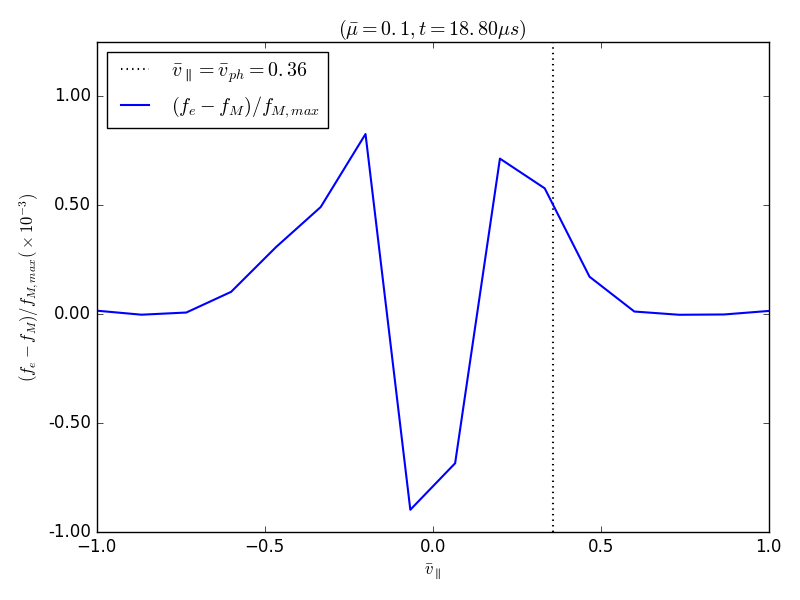 (μ̄ = 0.1, t = 18.80μs)
v̄∥ = v̄ph = 0.36
(fe − fM)/fM,max
1.00
0.50
0.00
-0.50
-1.00
(fe − fM)/fM,max(×10⁻³)
−1.0
−0.5
0.0
0.5
1.0
v̄∥